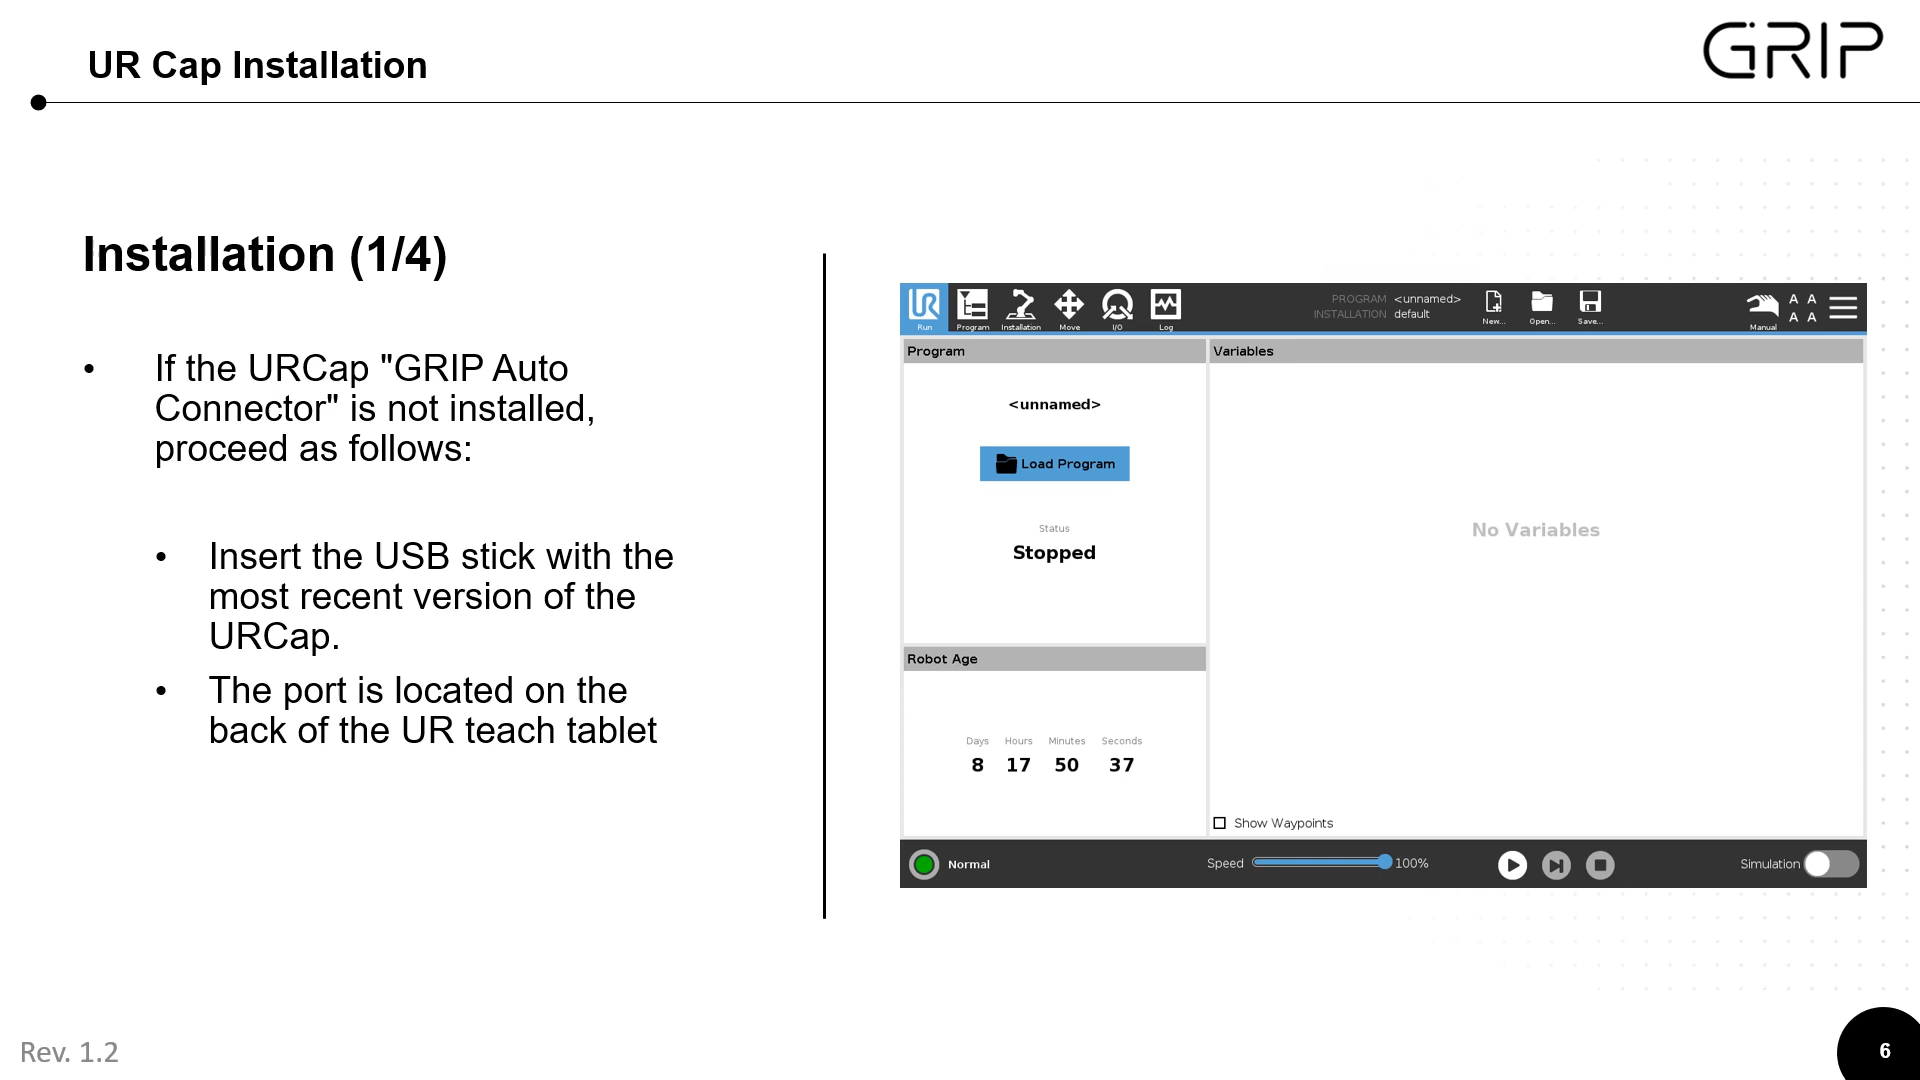 UR Cap Installation
GRIP
Installation (1/4)
• If the URCap "GRIP Auto
Connector" is not installed,
proceed as follows:
• Insert the USB stick with the
most recent version of the
URCap.
• The port is located on the
back of the UR teach tablet
UR
Run
Program
Installation
Move
I/O
Log
PROGRAM <unnamed>
INSTALLATION default
New...
Open...
Save...
Manual
A A
A A
Program
<unnamed>
Load Program
Status
Stopped
Robot Age
Days Hours Minutes Seconds
8 17 50 37
Variables
No Variables
Show Waypoints
Normal
Speed 100%
Simulation
Rev. 1.2
6